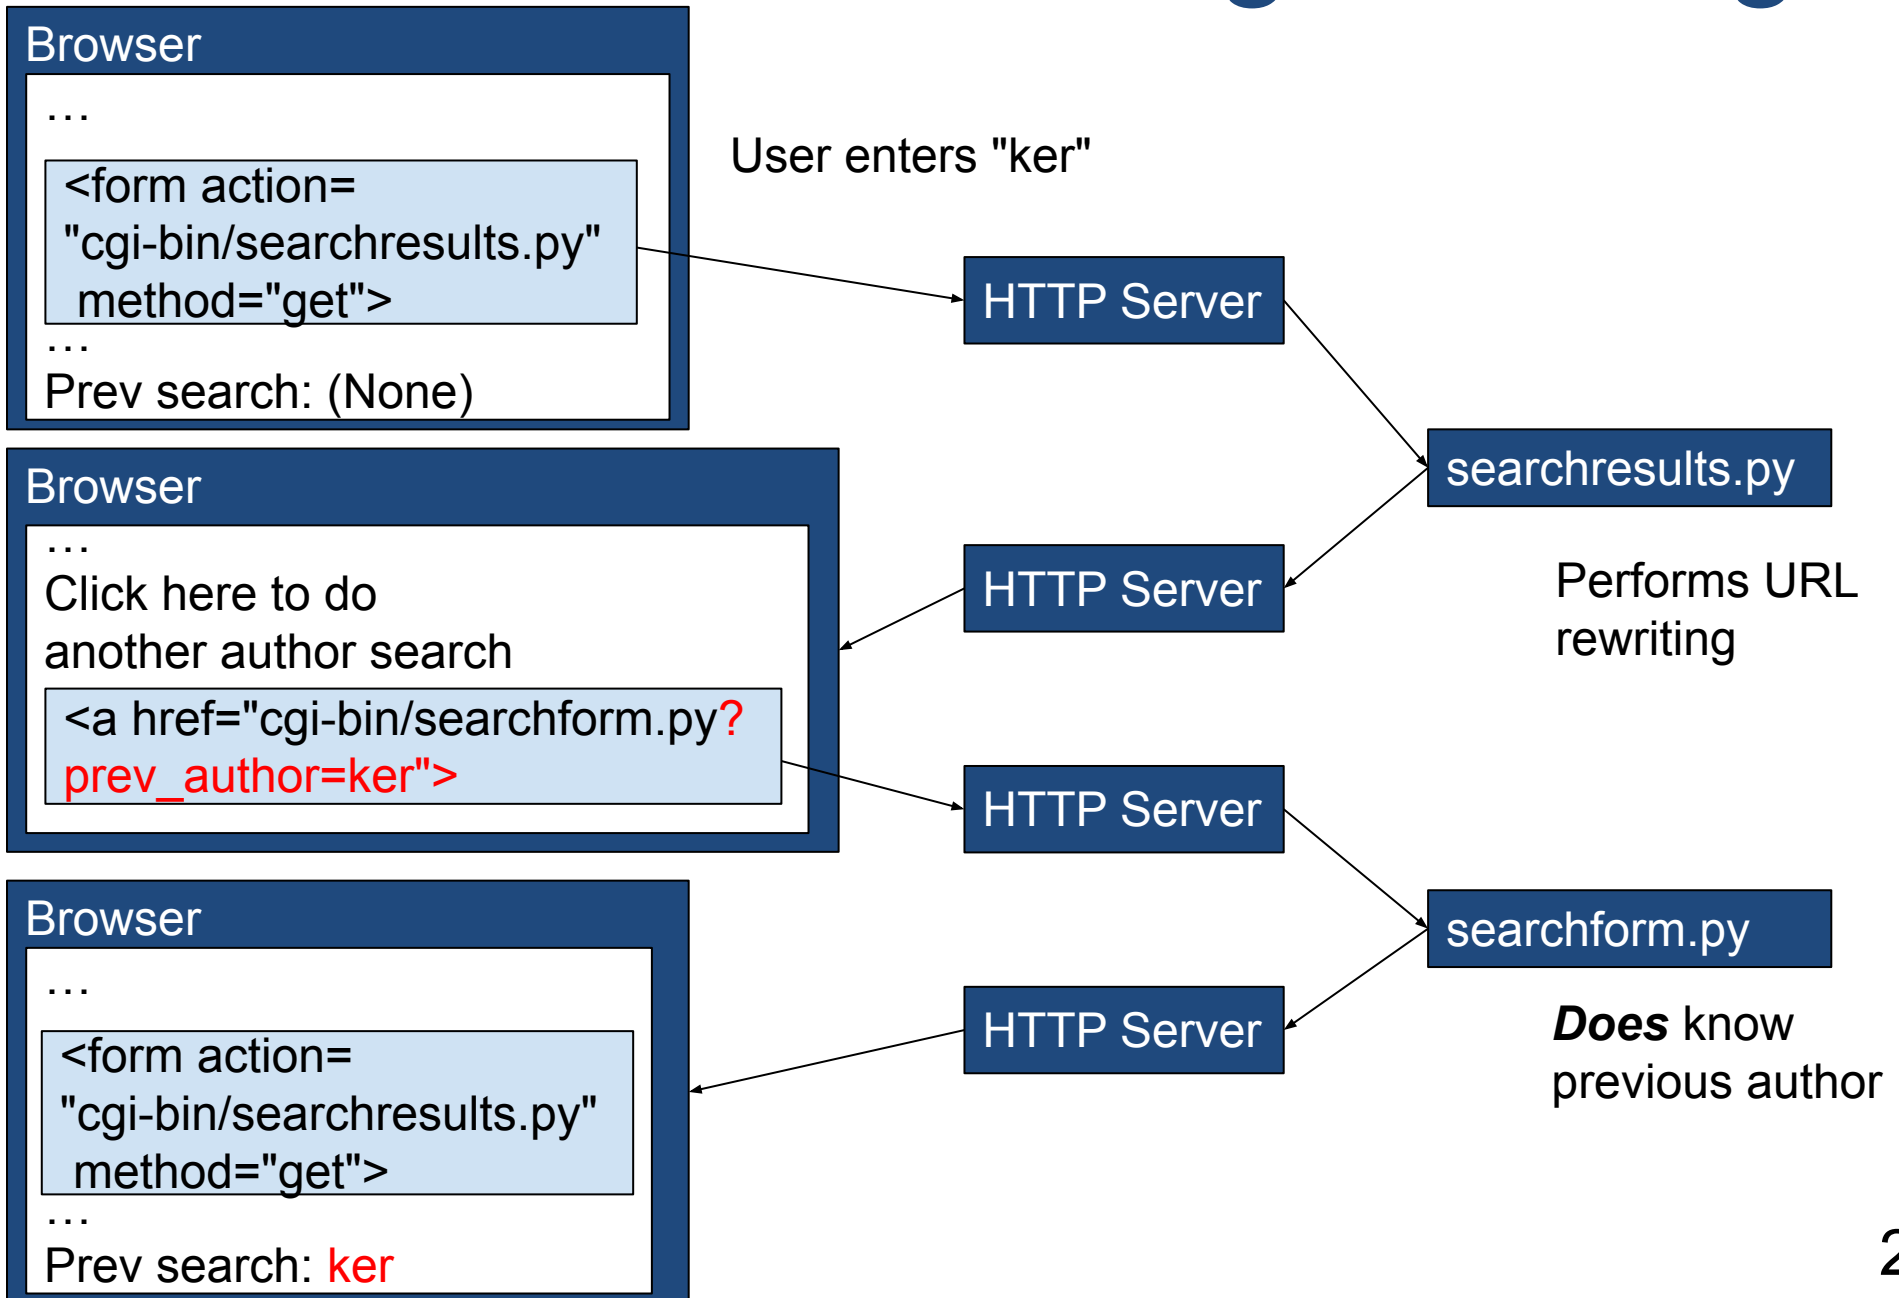 Browser
…
<form action=
"cgi-bin/searchresults.py"
method="get">
…
Prev search: (None)
User enters "ker"
HTTP Server
searchresults.py
Performs URL
rewriting
HTTP Server
Browser
…
Click here to do
another author search
<a href="cgi-bin/searchform.py?
prev_author=ker">
HTTP Server
searchform.py
Does know
previous author
HTTP Server
Browser
…
<form action=
"cgi-bin/searchresults.py"
method="get">
…
Prev search: ker